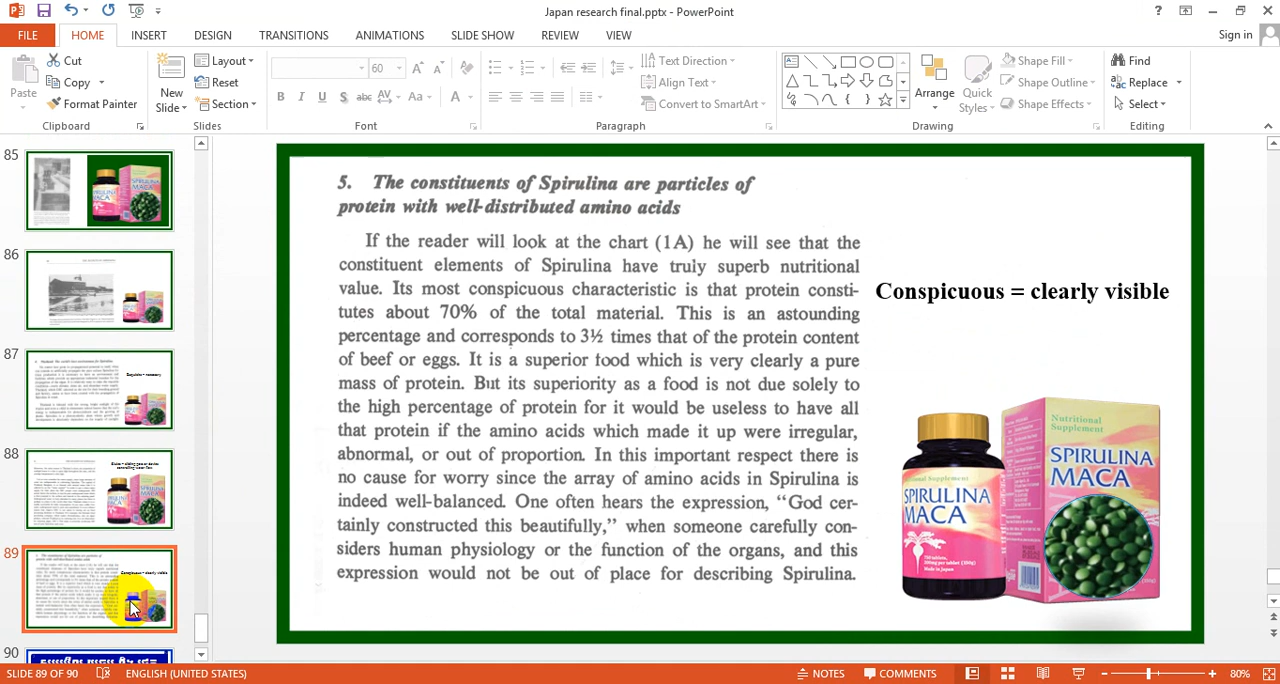 Japan research final.pptx - PowerPoint
Sign in
FILE HOME INSERT DESIGN TRANSITIONS ANIMATIONS SLIDE SHOW REVIEW VIEW
Paste
Cut
Copy
Format Painter
Clipboard
New
Slide
Layout
Reset
Section
Slides
60
B I U S abc AV Aa A
Font
Text Direction
Align Text
Convert to SmartArt
Paragraph
Arrange
Quick
Styles
Shape Fill
Shape Outline
Shape Effects
Drawing
Find
Replace
Select
Editing
85
86
87
88
89
90
5. The constituents of Spirulina are particles of
protein with well-distributed amino acids
If the reader will look at the chart (1A) he will see that the
constituent elements of Spirulina have truly superb nutritional
value. Its most conspicuous characteristic is that protein consti-
tutes about 70% of the total material. This is an astounding
percentage and corresponds to 3½ times that of the protein content
of beef or eggs. It is a superior food which is very clearly a pure
mass of protein. But its superiority as a food is not due solely to
the high percentage of protein for it would be useless to have all
that protein if the amino acids which made it up were irregular,
abnormal, or out of proportion. In this important respect there is
no cause for worry since the array of amino acids in Spirulina is
indeed well-balanced. One often hears the expression, “God cer-
tainly constructed this beautifully,” when someone carefully con-
siders human physiology or the function of the organs, and this
expression would not be out of place for describing Spirulina.
Conspicuous = clearly visible
Nutritional
Supplement
SPIRULINA
MACA
Supplement
SPIRULINA
MACA
SLIDE 89 OF 90
ENGLISH (UNITED STATES)
NOTES
COMMENTS
80%